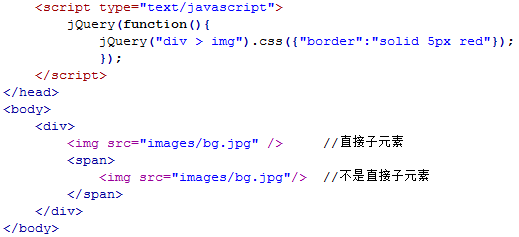 <script type="text/javascript">
jQuery(function(){
jQuery("div > img").css({"border":"solid 5px red"});
});
</script>
</head>
<body>
<div>
<img src="images/bg.jpg" /> //直接子元素
<span>
<img src="images/bg.jpg"/> //不是直接子元素
</span>
</div>
</body>